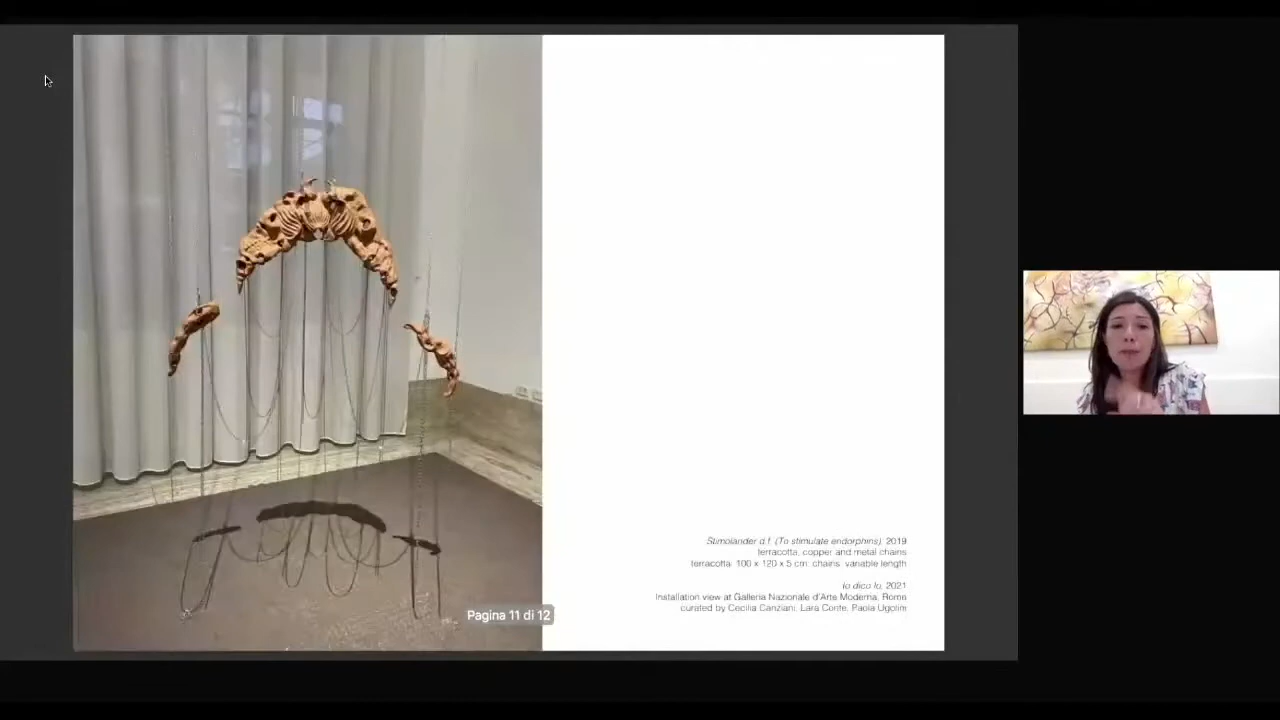 Stimolander d.f. (To stimulate endorphins), 2019
terracotta, copper and metal chains
terracotta: 100 x 120 x 5 cm; chains: variable length
Io dico Io, 2021
Installation view at Galleria Nazionale d'Arte Moderna, Roma
curated by Cecilia Canziani, Lara Conte, Paola Ugolini
Pagina 11 di 12